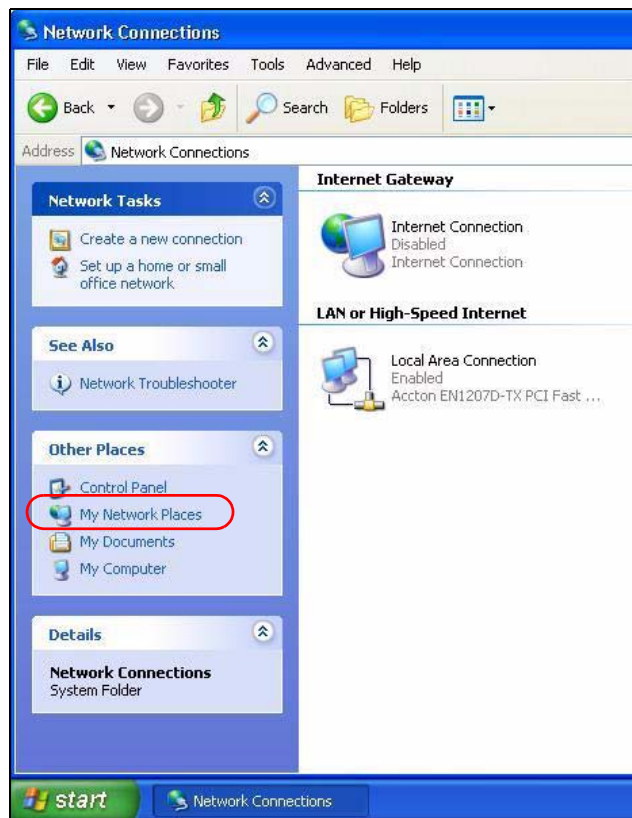 Network Connections
File Edit View Favorites Tools Advanced Help
Back Search Folders
Address Network Connections
Network Tasks
Create a new connection
Set up a home or small
office network
See Also
Network Troubleshooter
Other Places
Control Panel
My Network Places
My Documents
My Computer
Details
Network Connections
System Folder
Internet Gateway
Internet Connection
Disabled
Internet Connection
LAN or High-Speed Internet
Local Area Connection
Enabled
Accton EN1207D-TX PCI Fast ...
start Network Connections